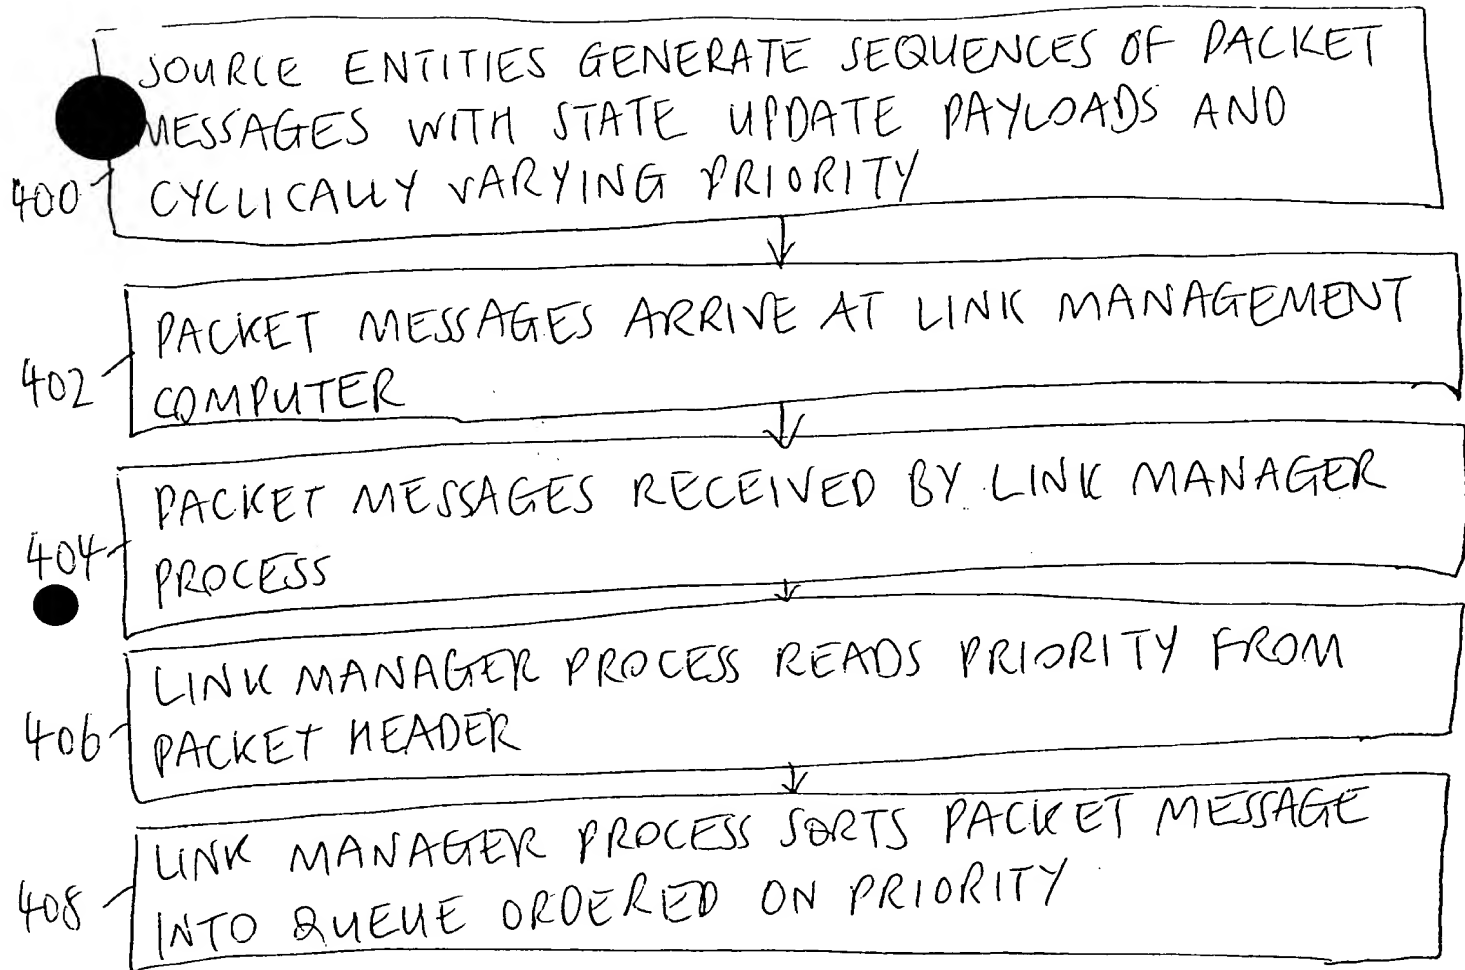 SOURCE ENTITIES GENERATE SEQUENCES OF PACKET
MESSAGES WITH STATE UPDATE PAYLOADS AND
400 CYCLICALLY VARYING PRIORITY
PACKET MESSAGES ARRIVE AT LINK MANAGEMENT
402 COMPUTER
PACKET MESSAGES RECEIVED BY LINK MANAGER
404 PROCESS
LINK MANAGER PROCESS READS PRIORITY FROM
406 PACKET HEADER
LINK MANAGER PROCESS SORTS PACKET MESSAGE
408 INTO QUEUE ORDERED ON PRIORITY